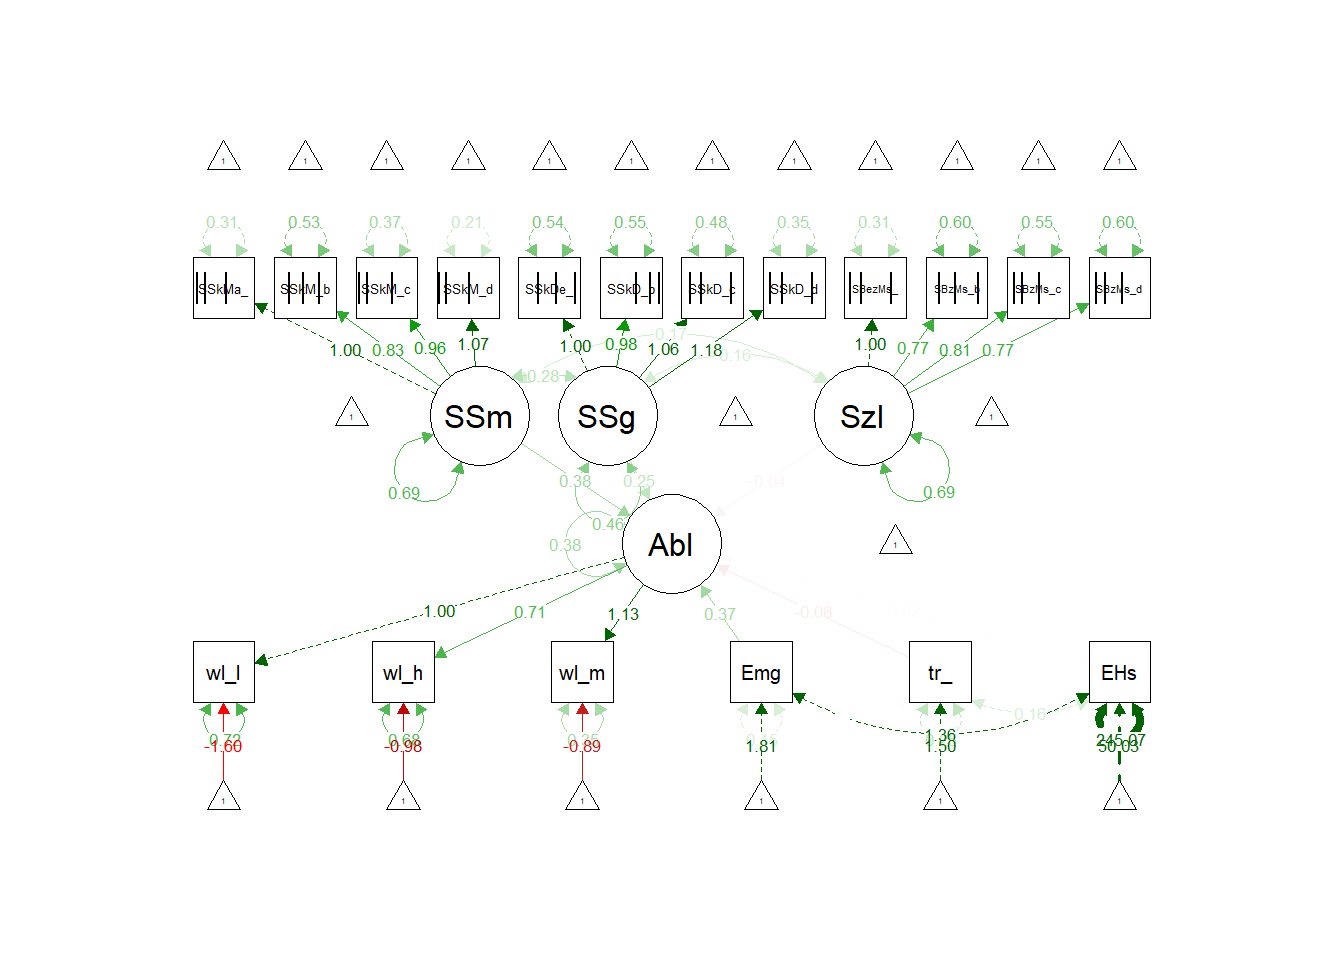 1 1 1 1 1 1 1 1 1 1 1 1
0.31 0.53 0.37 0.21 0.54 0.55 0.48 0.35 0.31 0.60 0.55 0.60
SSkMa_ SSkM_b SSkM_c SSkM_d SSkDe_ SSkD_b SSkD_c SSkD_d SBezMs_ SBzMs_b SBzMs_c SBzMs_d
0.17
1.00 0.83 0.96 1.07 1.00 0.98 1.06 1.18 0.16 1.00 0.77 0.81 0.77
0.28
SSm SSg Szl
1 1 1
0.69 0.38 0.25 -0.04 0.69
0.46
0.38 Abl 1
1.00 0.71 1.13 0.37 -0.08 0.02
wl_l wl_h wl_m Emg tr_ EHs
0.16
0.72 0.68 0.25 1.36 245.07
-1.60 -0.98 -0.89 1.81 1.50 50.03
1 1 1 1 1 1